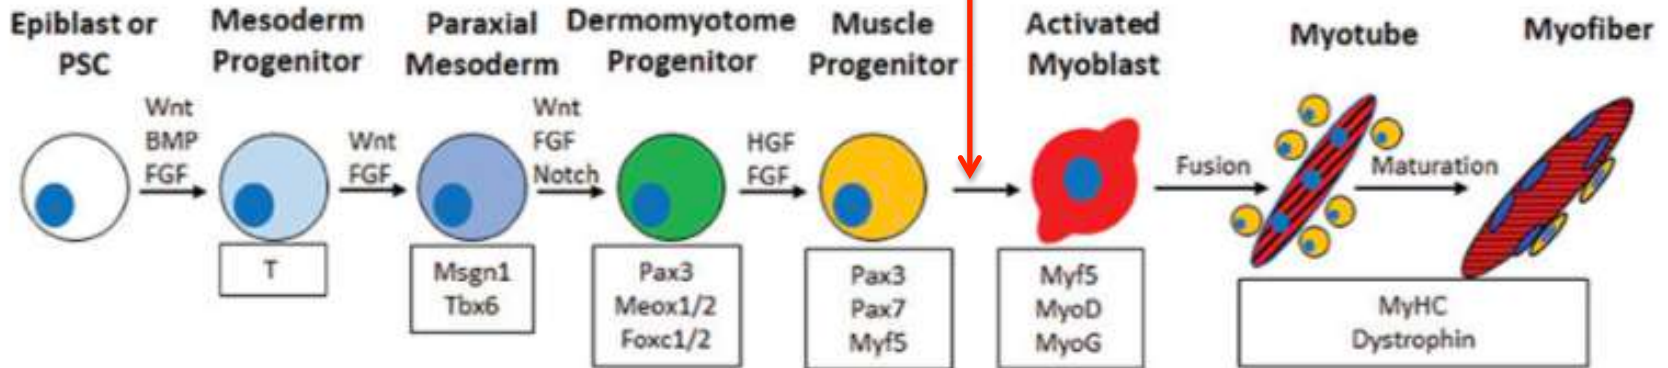 Epiblast or
PSC
Mesoderm
Progenitor
Paraxial
Mesoderm
Dermomyotome
Progenitor
Muscle
Progenitor
Activated
Myoblast
Myotube
Myofiber
Wnt
BMP
FGF
Wnt
FGF
Wnt
FGF
Notch
HGF
FGF
Fusion
Maturation
T
Msgn1
Tbx6
Pax3
Meox1/2
Foxc1/2
Pax3
Pax7
Myf5
Myf5
MyoD
MyoG
MyHC
Dystrophin